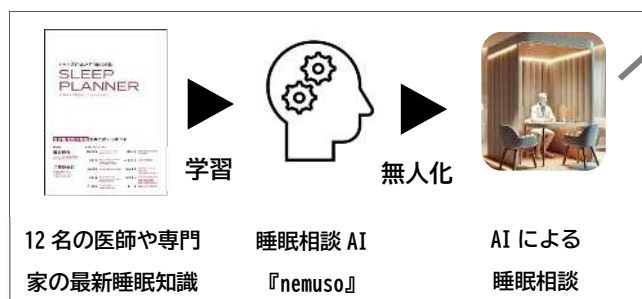 SLEEP
PLANNER
学習
無人化
12 名の医師や専門
家の最新睡眠知識
睡眠相談 AI
『nemuso』
AI による
睡眠相談